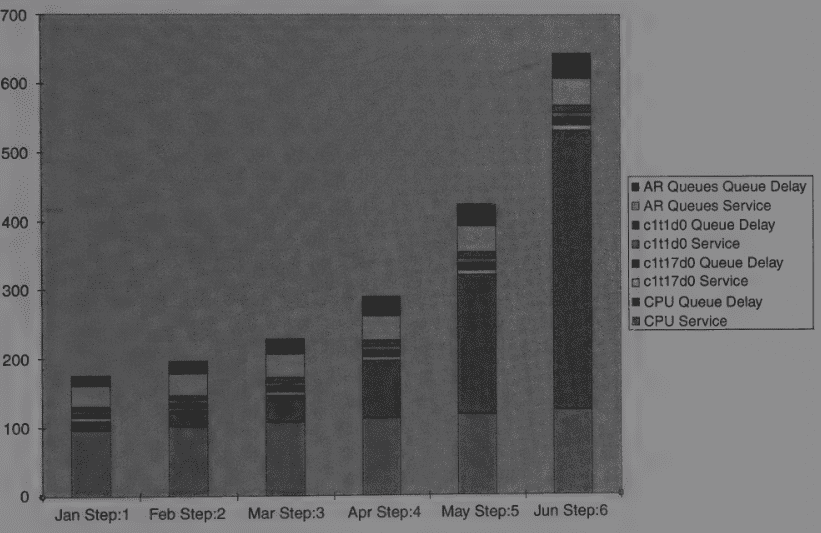 700
600
500
400
300
200
100
0
Jan Step:1 Feb Step:2 Mar Step:3 Apr Step:4 May Step:5 Jun Step:6
AR Queues Queue Delay
AR Queues Service
c1t1d0 Queue Delay
c1t1d0 Service
c1t17d0 Queue Delay
c1t17d0 Service
CPU Queue Delay
CPU Service